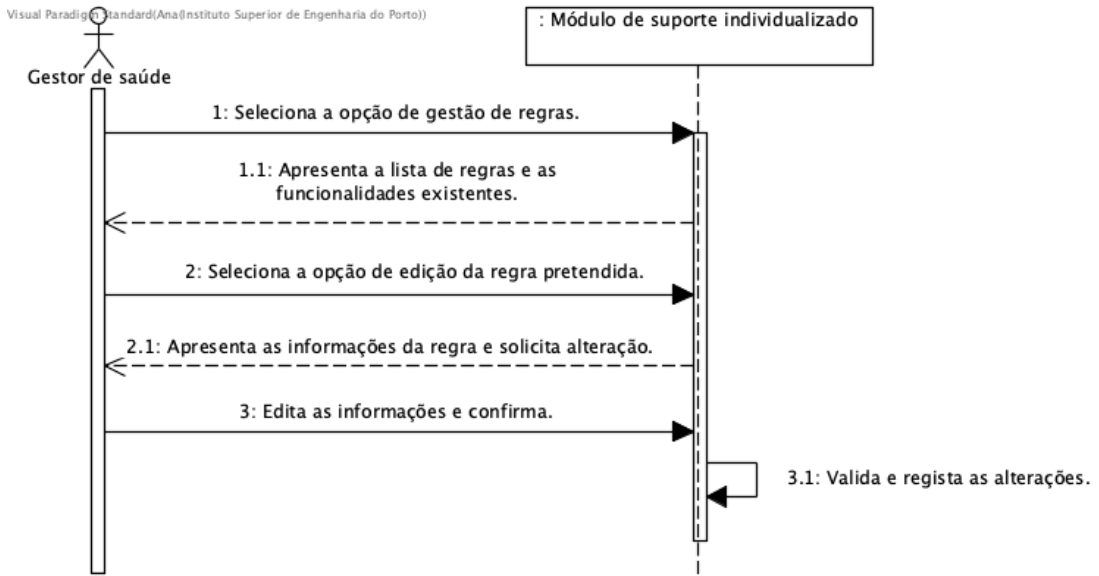 Visual Paradigm Standard(Ana(Instituto Superior de Engenharia do Porto))
: Módulo de suporte individualizado
Gestor de saúde
1: Seleciona a opção de gestão de regras.
1.1: Apresenta a lista de regras e as
funcionalidades existentes.
2: Seleciona a opção de edição da regra pretendida.
2.1: Apresenta as informações da regra e solicita alteração.
3: Edita as informações e confirma.
3.1: Valida e regista as alterações.